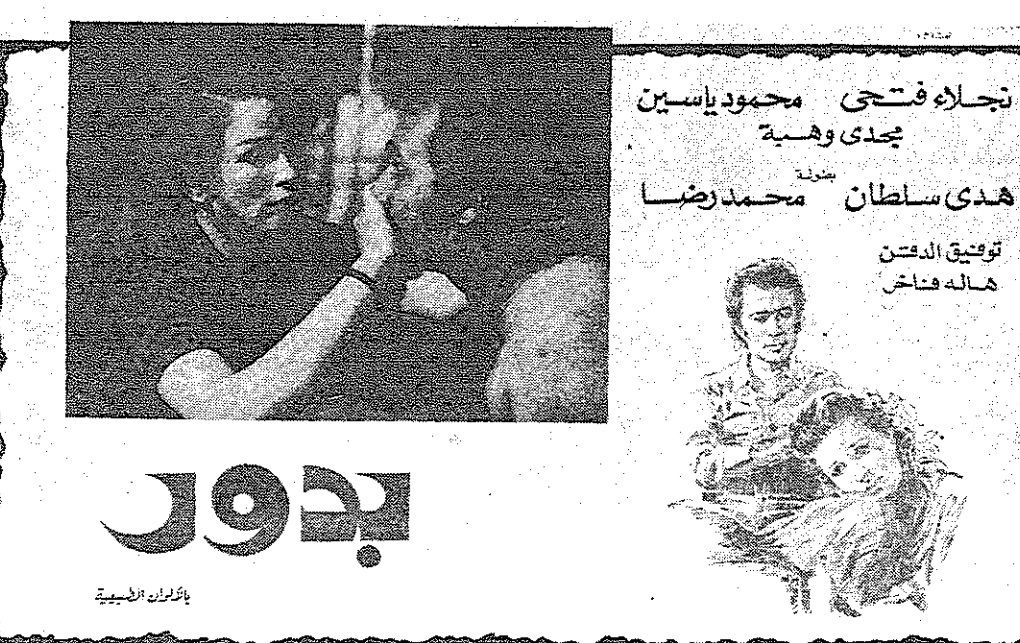 نجلاء فتحى محمود ياسين
مجدى وهبة
بطولة
هدى سلطان محمد رضا
توفيق الدقن
هاله فاخر
بدور
بالألوان الطبيعية